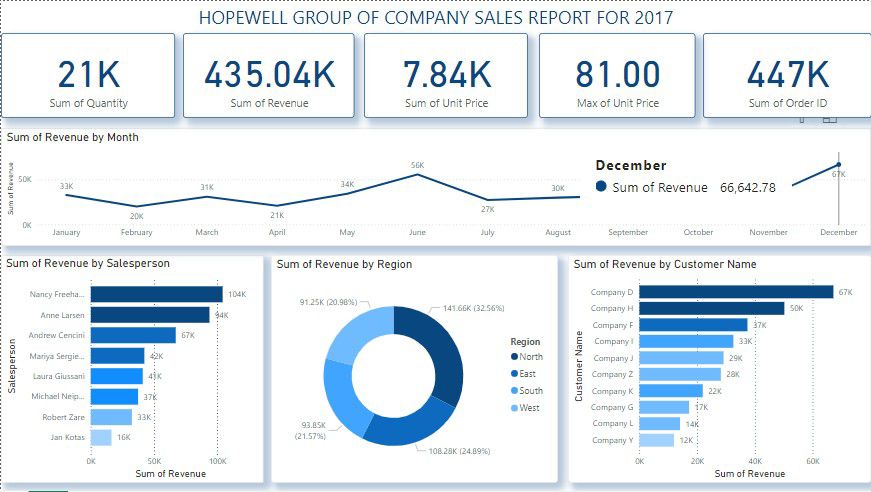 HOPEWELL GROUP OF COMPANY SALES REPORT FOR 2017
21K
Sum of Quantity
435.04K
Sum of Revenue
7.84K
Sum of Unit Price
81.00
Max of Unit Price
447K
Sum of Order ID
Sum of Revenue by Month
Sum of Revenue
50K
0K
33K
20K
31K
21K
34K
56K
27K
30K
67K
December
Sum of Revenue 66,642.78
January February March April May June July August September October November December
Sum of Revenue by Salesperson
Salesperson
Nancy Freeha... 104K
Anne Larsen 94K
Andrew Cencini 67K
Mariya Sergie... 42K
Laura Giussani 41K
Michael Neip... 37K
Robert Zare 33K
Jan Kotas 16K
0K 50K 100K
Sum of Revenue
Sum of Revenue by Region
91.25K (20.98%)
141.66K (32.56%)
93.85K
(21.57%)
108.28K (24.89%)
Region
North
East
South
West
Sum of Revenue by Customer Name
Customer Name
Company D 67K
Company H 50K
Company F 37K
Company I 33K
Company J 29K
Company Z 28K
Company K 22K
Company G 17K
Company L 14K
Company Y 12K
0K 20K 40K 60K
Sum of Revenue